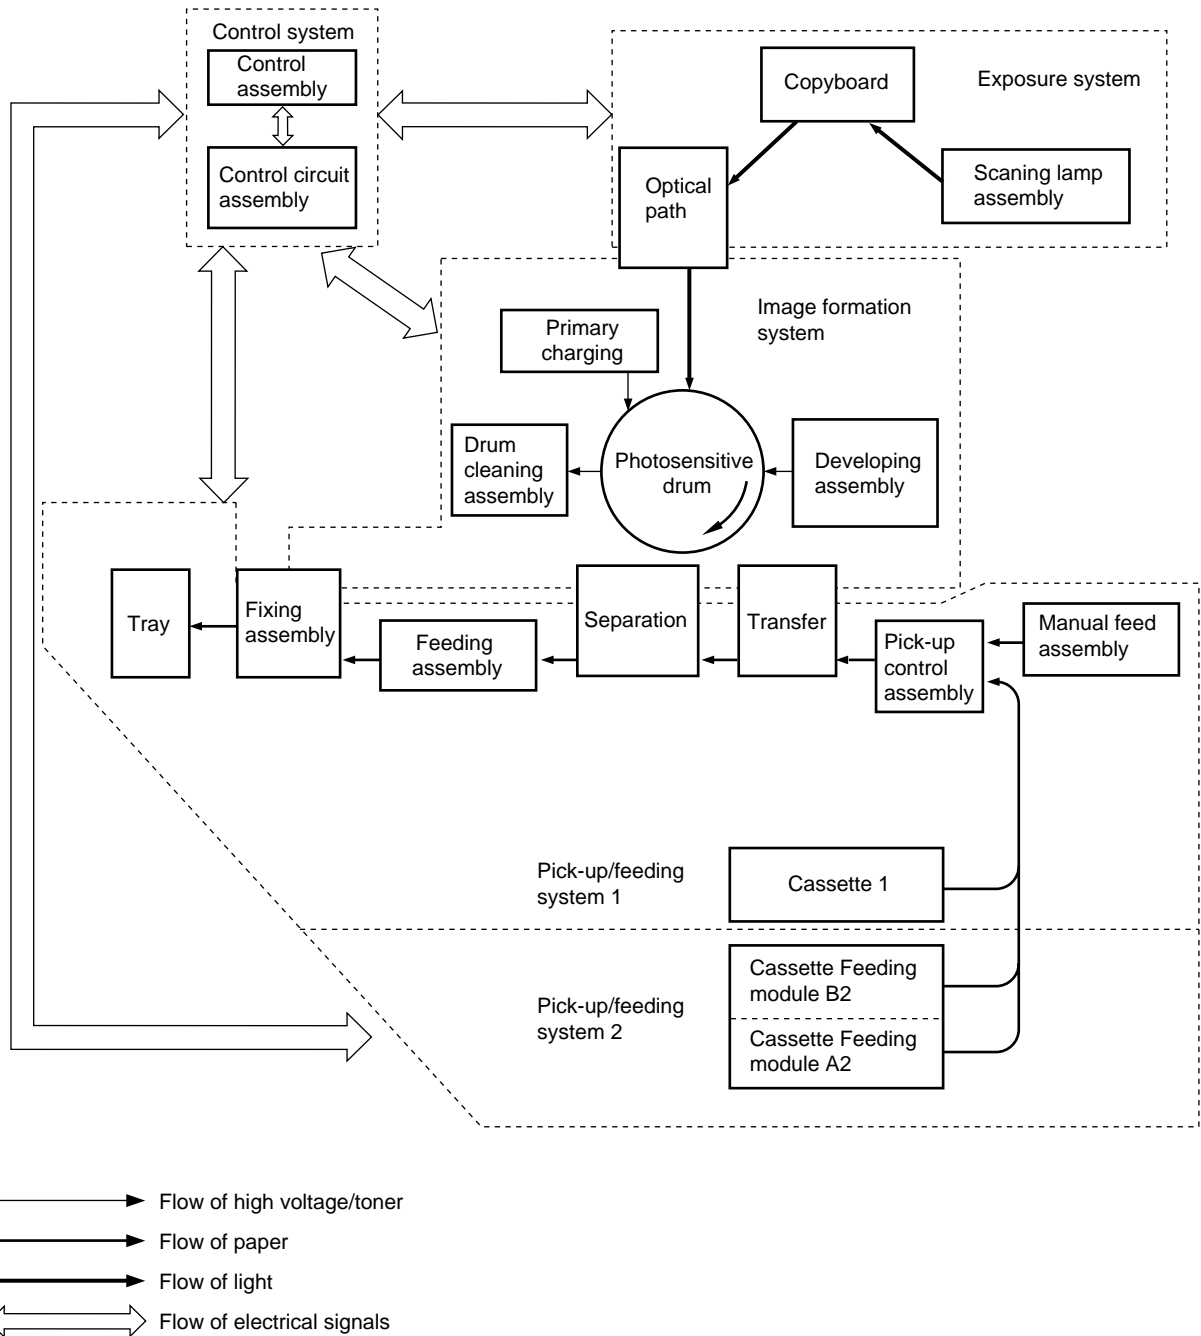 Control system
Control
assembly
Control circuit
assembly
Copyboard
Exposure system
Optical
path
Scaning lamp
assembly
Image formation
system
Primary
charging
Drum
cleaning
assembly
Photosensitive
drum
Developing
assembly
Tray
Fixing
assembly
Feeding
assembly
Separation
Transfer
Pick-up
control
assembly
Manual feed
assembly
Pick-up/feeding
system 1
Cassette 1
Pick-up/feeding
system 2
Cassette Feeding
module B2
Cassette Feeding
module A2
Flow of high voltage/toner
Flow of paper
Flow of light
Flow of electrical signals